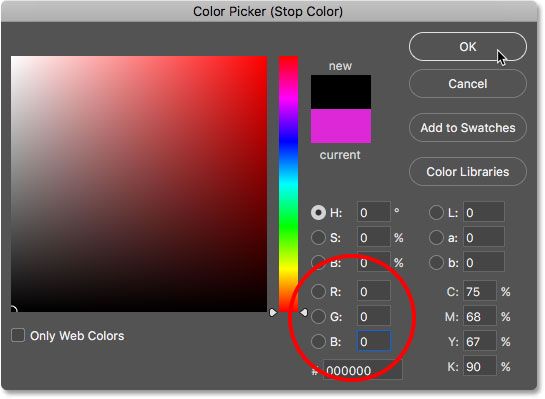 Color Picker (Stop Color)
new
current
OK
Cancel
Add to Swatches
Color Libraries
H: 0 ° L: 0
S: 0 % a: 0
B: 0 % b: 0
R: 0 C: 75 %
G: 0 M: 68 %
B: 0 Y: 67 %
# 000000 K: 90 %
Only Web Colors